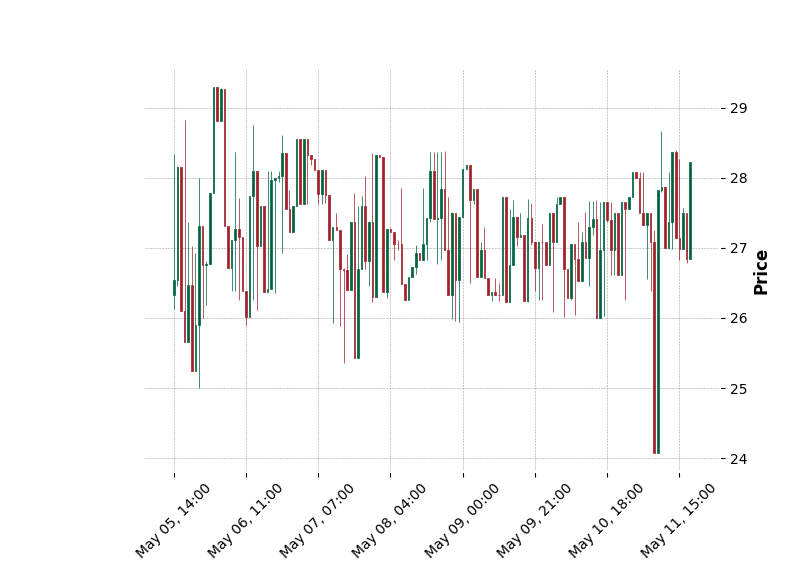 29
28
27
26
25
24
Price
May 05, 14:00
May 06, 11:00
May 07, 07:00
May 08, 04:00
May 09, 00:00
May 09, 21:00
May 10, 18:00
May 11, 15:00